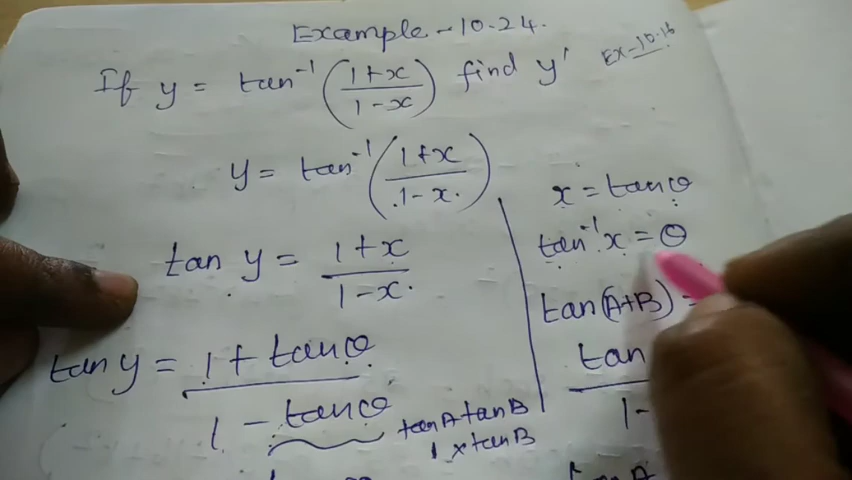 Example - 10.24.
If y = tan⁻¹ (1+x / 1-x) find y' Ex-10.16
y = tan⁻¹ (1+x / 1-x.)
tan y = 1+x / 1-x.
tan y = 1 + tanθ / 1 - tanθ
tanA tanB
1 x tanB
x = tanθ
tan⁻¹x = θ
tan(A+B) =
tan
1-
tanA